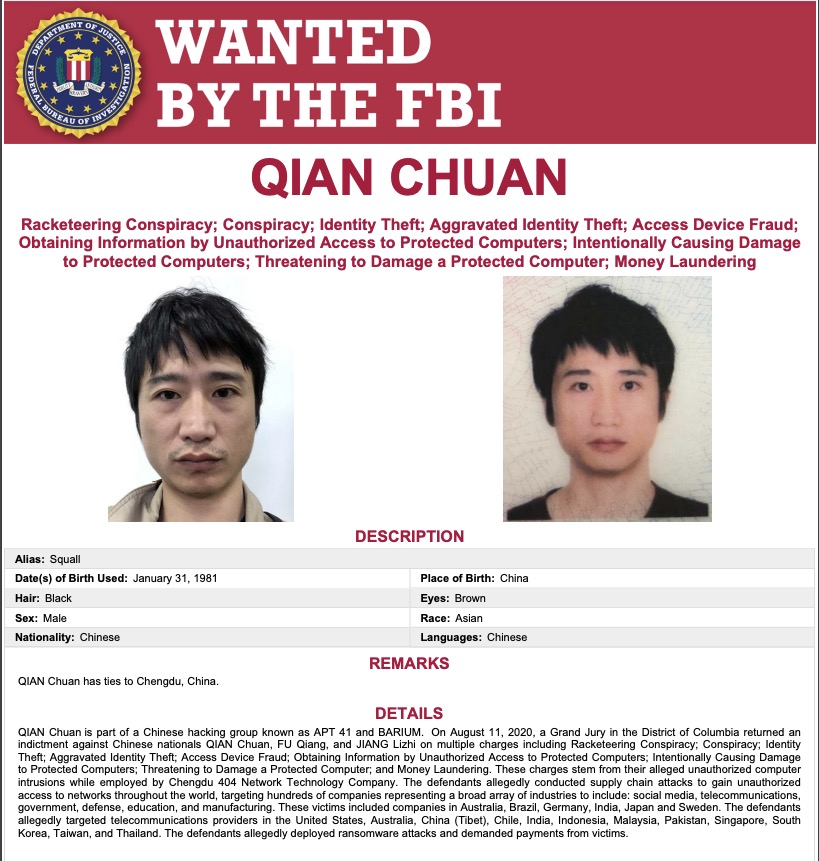 DEPARTMENT OF JUSTICE
FEDERAL BUREAU OF INVESTIGATION
WANTED
BY THE FBI
QIAN CHUAN
Racketeering Conspiracy; Conspiracy; Identity Theft; Aggravated Identity Theft; Access Device Fraud;
Obtaining Information by Unauthorized Access to Protected Computers; Intentionally Causing Damage
to Protected Computers; Threatening to Damage a Protected Computer; Money Laundering
DESCRIPTION
Alias: Squall
Date(s) of Birth Used: January 31, 1981 Place of Birth: China
Hair: Black Eyes: Brown
Sex: Male Race: Asian
Nationality: Chinese Languages: Chinese
REMARKS
QIAN Chuan has ties to Chengdu, China.
DETAILS
QIAN Chuan is part of a Chinese hacking group known as APT 41 and BARIUM. On August 11, 2020, a Grand Jury in the District of Columbia returned an
indictment against Chinese nationals QIAN Chuan, FU Qiang, and JIANG Lizhi on multiple charges including Racketeering Conspiracy; Conspiracy; Identity
Theft; Aggravated Identity Theft; Access Device Fraud; Obtaining Information by Unauthorized Access to Protected Computers; Intentionally Causing Damage
to Protected Computers; Threatening to Damage a Protected Computer; and Money Laundering. These charges stem from their alleged unauthorized computer
intrusions while employed by Chengdu 404 Network Technology Company. The defendants allegedly conducted supply chain attacks to gain unauthorized
access to networks throughout the world, targeting hundreds of companies representing a broad array of industries to include: social media, telecommunications,
government, defense, education, and manufacturing. These victims included companies in Australia, Brazil, Germany, India, Japan and Sweden. The defendants
allegedly targeted telecommunications providers in the United States, Australia, China (Tibet), Chile, India, Indonesia, Malaysia, Pakistan, Singapore, South
Korea, Taiwan, and Thailand. The defendants allegedly deployed ransomware attacks and demanded payments from victims.